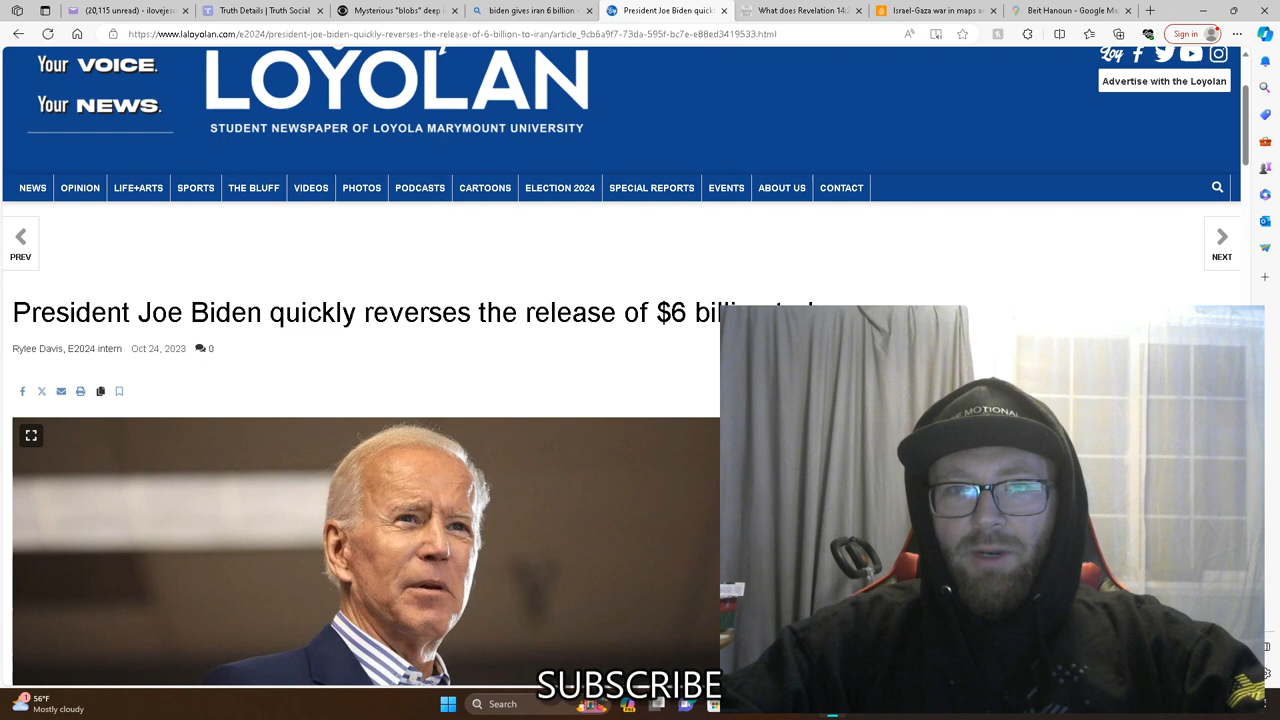 (20,115 unread) - ilovejesu
Truth Details | Truth Social
Mysterious "blobs" deep i
biden gives iran 6 billion -
President Joe Biden quickl
What does Revelation 14:
Israel-Gaza war in maps a
Beit Hanoun - Google Ma
https://www.laloyolan.com/e2024/president-joe-biden-quickly-reverses-the-release-of-6-billion-to-iran/article_9cb6a9f7-73da-595f-bc7e-e88ed3419533.html
Sign in
Your VOICE.
Your NEWS.
LOYOLAN
STUDENT NEWSPAPER OF LOYOLA MARYMOUNT UNIVERSITY
Loy
Advertise with the Loyolan
NEWS
OPINION
LIFE+ARTS
SPORTS
THE BLUFF
VIDEOS
PHOTOS
PODCASTS
CARTOONS
ELECTION 2024
SPECIAL REPORTS
EVENTS
ABOUT US
CONTACT
PREV
NEXT
President Joe Biden quickly reverses the release of $6
Rylee Davis, E2024 intern Oct 24, 2023 0
MOTIONAL
SUBSCRIBE
1
56°F
Mostly cloudy
Search